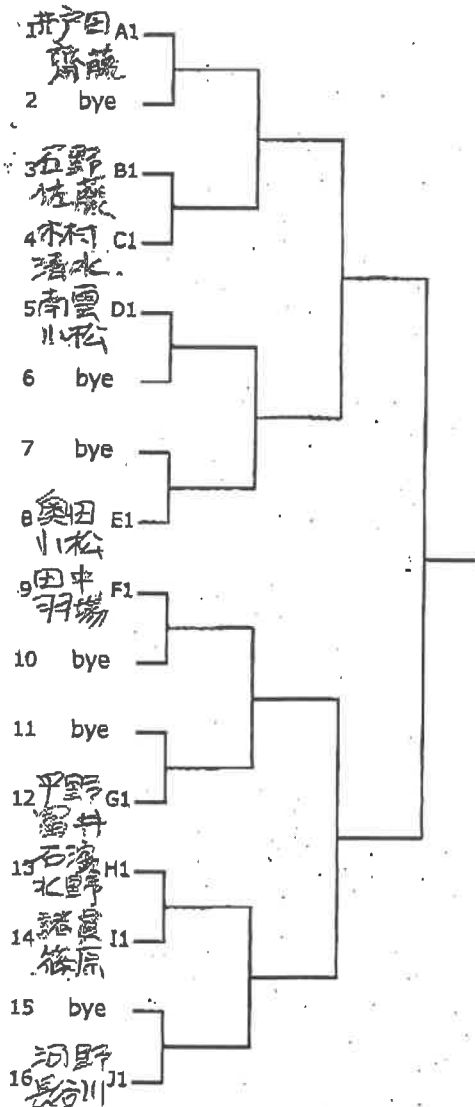 1 井戸田 A1
齋藤
2 bye
3 石野 B1
佐藤
4 木村 C1
清水
5 南雲 D1
小松
6 bye
7 bye
8 奥田 E1
小松
9 田中 F1
羽場
10 bye
11 bye
12 平野 G1
井
13 石濱 H1
北野
14 諸貫 I1
篠原
15 bye
河野
16 長谷川 J1